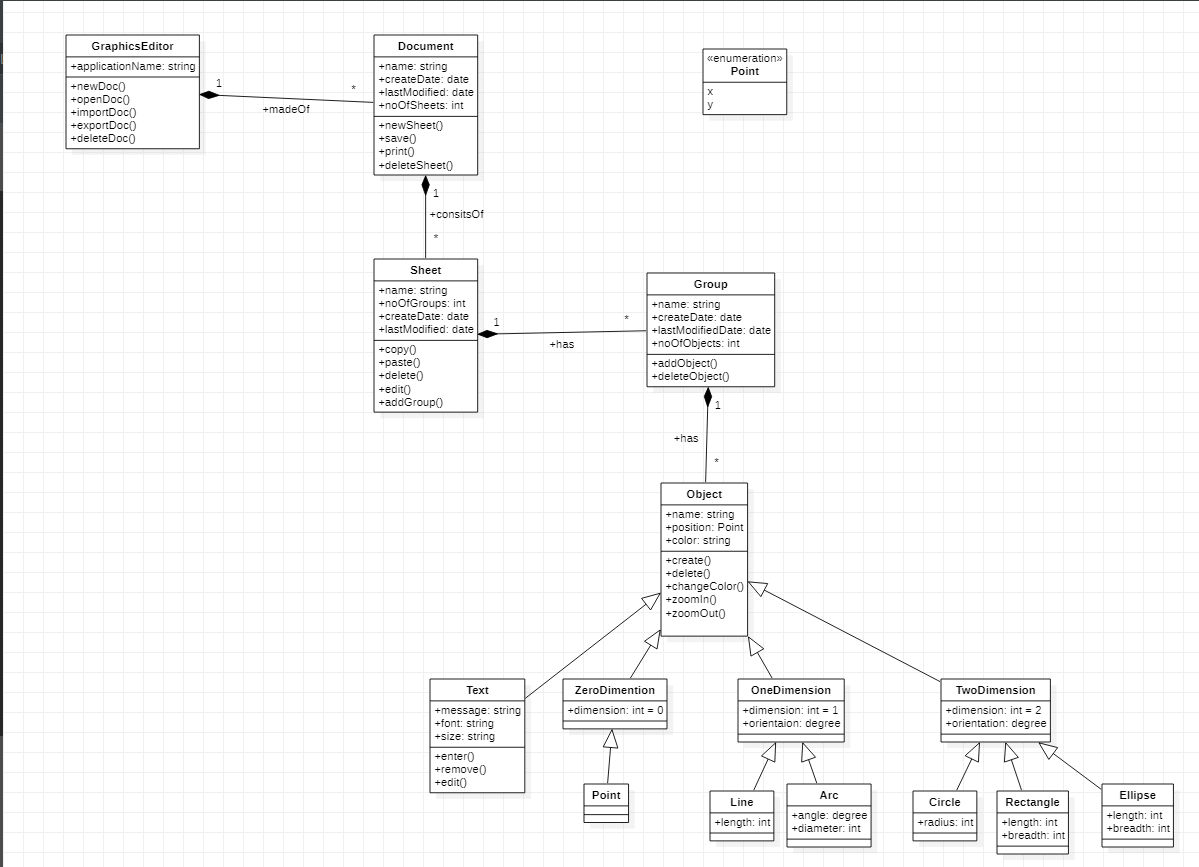 GraphicsEditor
+applicationName: string
+newDoc()
+openDoc()
+importDoc()
+exportDoc()
+deleteDoc()
1
*
+madeOf
Document
+name: string
+createDate: date
+lastModified: date
+noOfSheets: int
+newSheet()
+save()
+print()
+deleteSheet()
«enumeration»
Point
x
y
1
+consitsOf
*
Sheet
+name: string
+noOfGroups: int
+createDate: date
+lastModified: date
+copy()
+paste()
+delete()
+edit()
+addGroup()
1
*
+has
Group
+name: string
+createDate: date
+lastModifiedDate: date
+noOfObjects: int
+addObject()
+deleteObject()
1
+has
*
Object
+name: string
+position: Point
+color: string
+create()
+delete()
+changeColor()
+zoomIn()
+zoomOut()
Text
+message: string
+font: string
+size: string
+enter()
+remove()
+edit()
ZeroDimention
+dimension: int = 0
OneDimension
+dimension: int = 1
+orientaion: degree
TwoDimension
+dimension: int = 2
+orientation: degree
Point
Line
+length: int
Arc
+angle: degree
+diameter: int
Circle
+radius: int
Rectangle
+length: int
+breadth: int
Ellipse
+length: int
+breadth: int